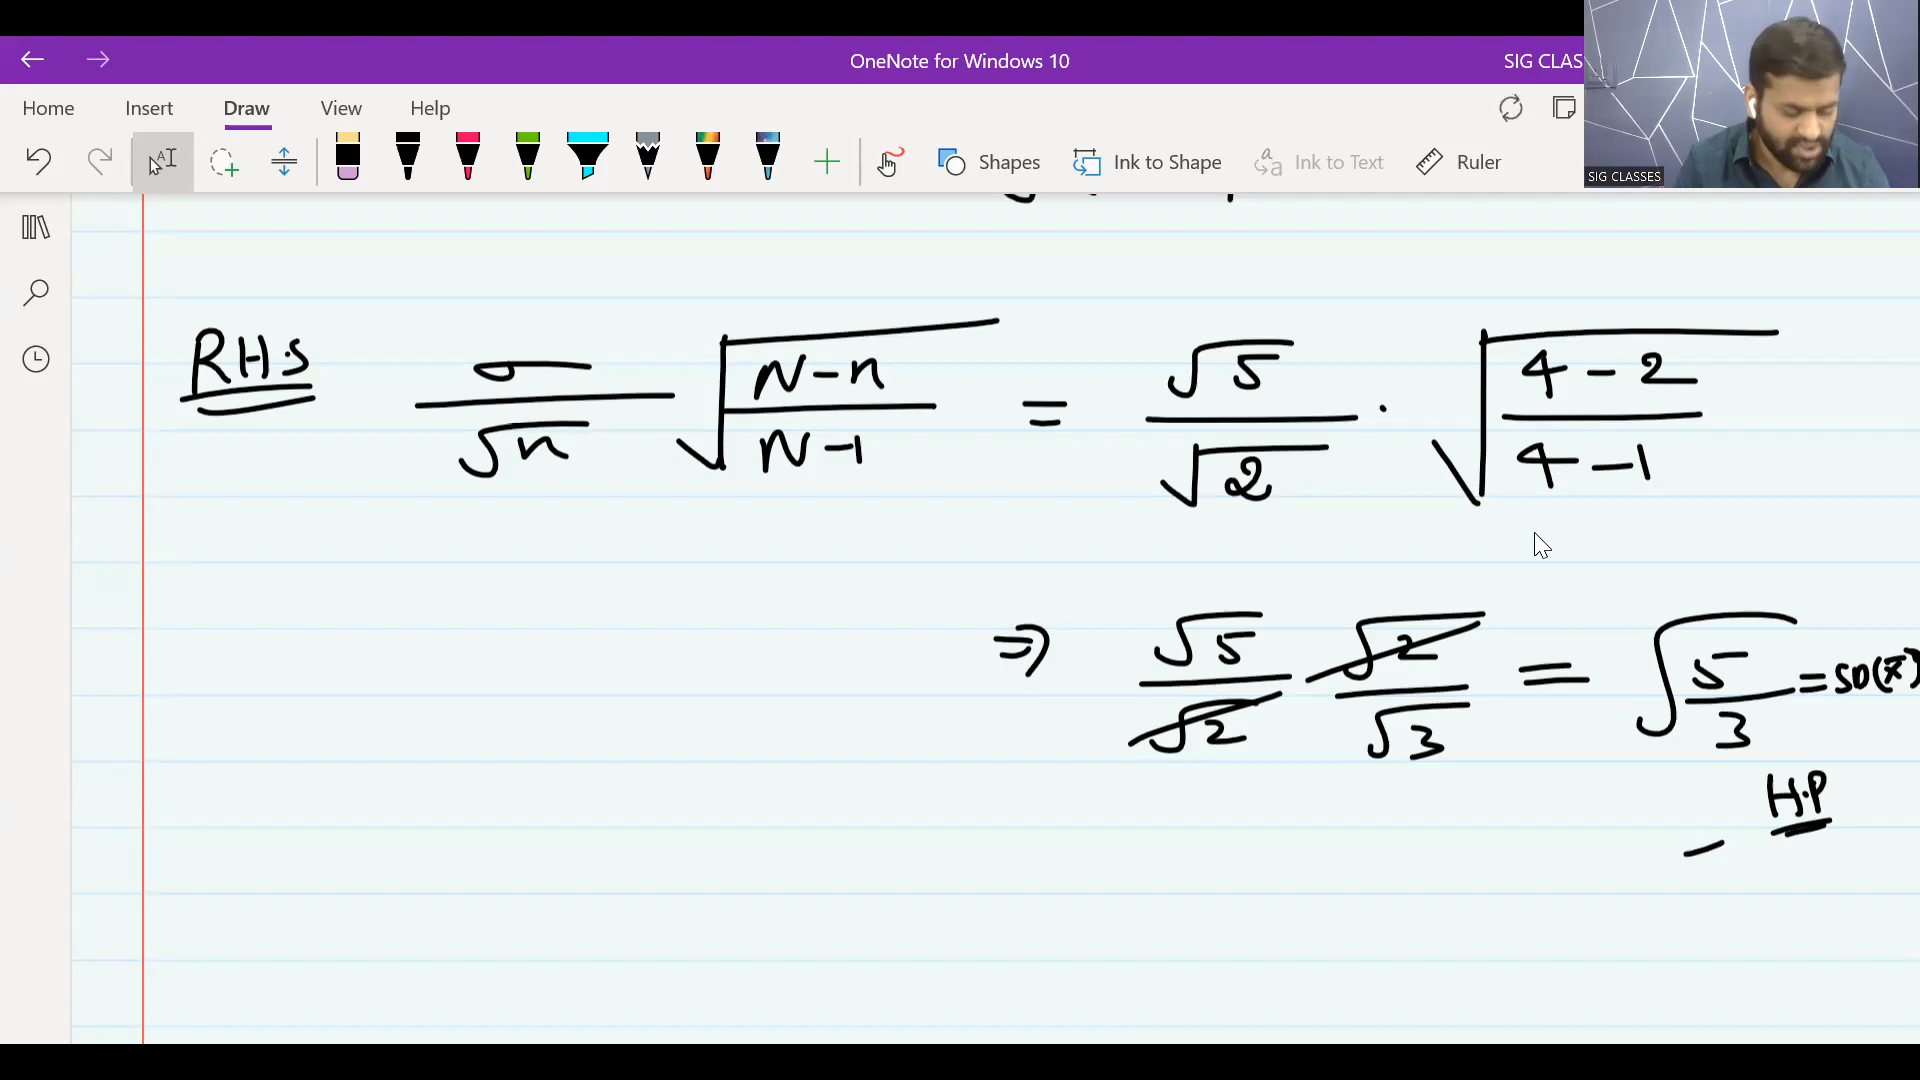 OneNote for Windows 10
SIG CLAS
Home Insert Draw View Help
Shapes Ink to Shape Ink to Text Ruler
SIG CLASSES
R.H.S σ/√n √(N-n/N-1) = √5/√2 · √(4-2/4-1)
⇒ √5/√2 √2/√3 = √(5/3) = SD(x̄)
H.P